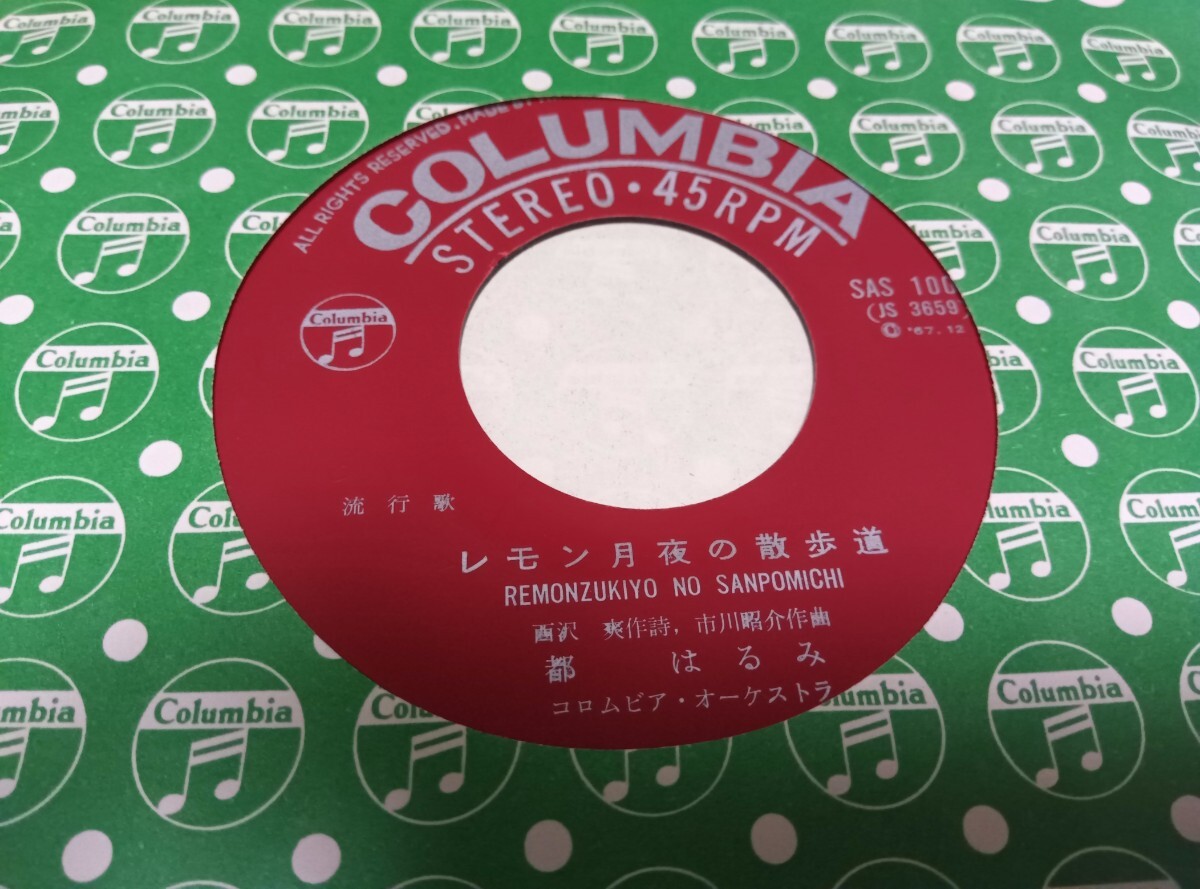 ALL RIGHTS RESERVED. MADE
COLUMBIA
STEREO・45RPM
Columbia
SAS 100
(JS 3659)
© '67.12
流行歌
レモン月夜の散歩道
REMONZUKIYO NO SANPOMICHI
西沢 爽作詩, 市川昭介作曲
都 はるみ
コロムビア・オーケストラ